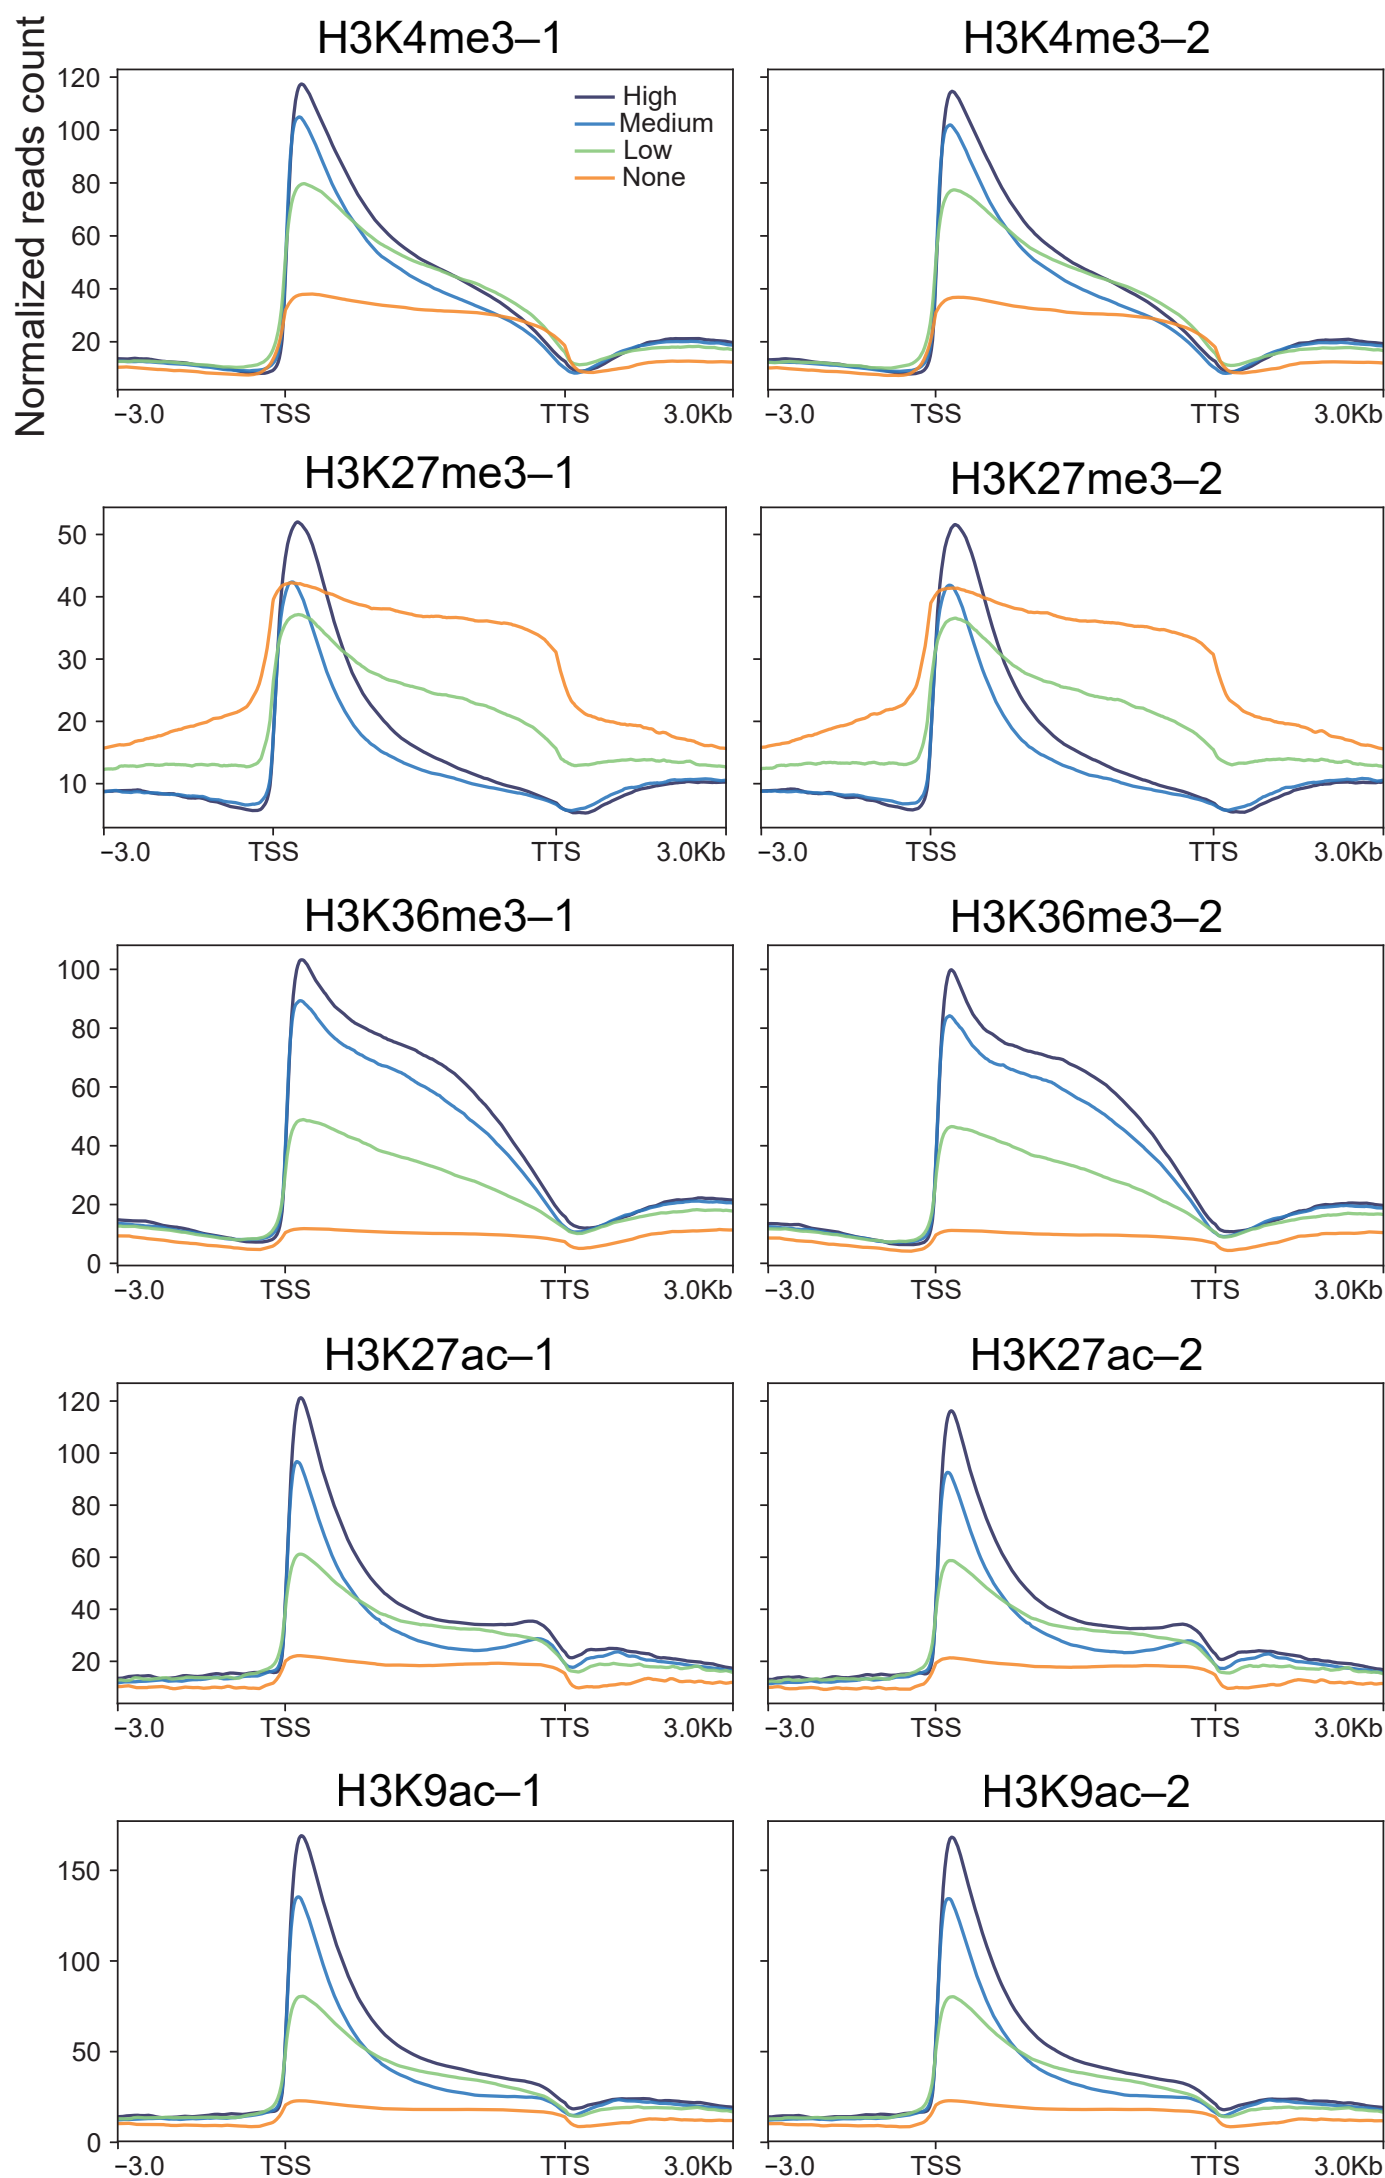 H3K4me3–1 H3K4me3–2
Normalized reads count
120
100
80
60
40
20
High
Medium
Low
None
−3.0 TSS TTS 3.0Kb −3.0 TSS TTS 3.0Kb
H3K27me3–1 H3K27me3–2
50
40
30
20
10
−3.0 TSS TTS 3.0Kb −3.0 TSS TTS 3.0Kb
H3K36me3–1 H3K36me3–2
100
80
60
40
20
0
−3.0 TSS TTS 3.0Kb −3.0 TSS TTS 3.0Kb
H3K27ac–1 H3K27ac–2
120
100
80
60
40
20
−3.0 TSS TTS 3.0Kb −3.0 TSS TTS 3.0Kb
H3K9ac–1 H3K9ac–2
150
100
50
0
−3.0 TSS TTS 3.0Kb −3.0 TSS TTS 3.0Kb